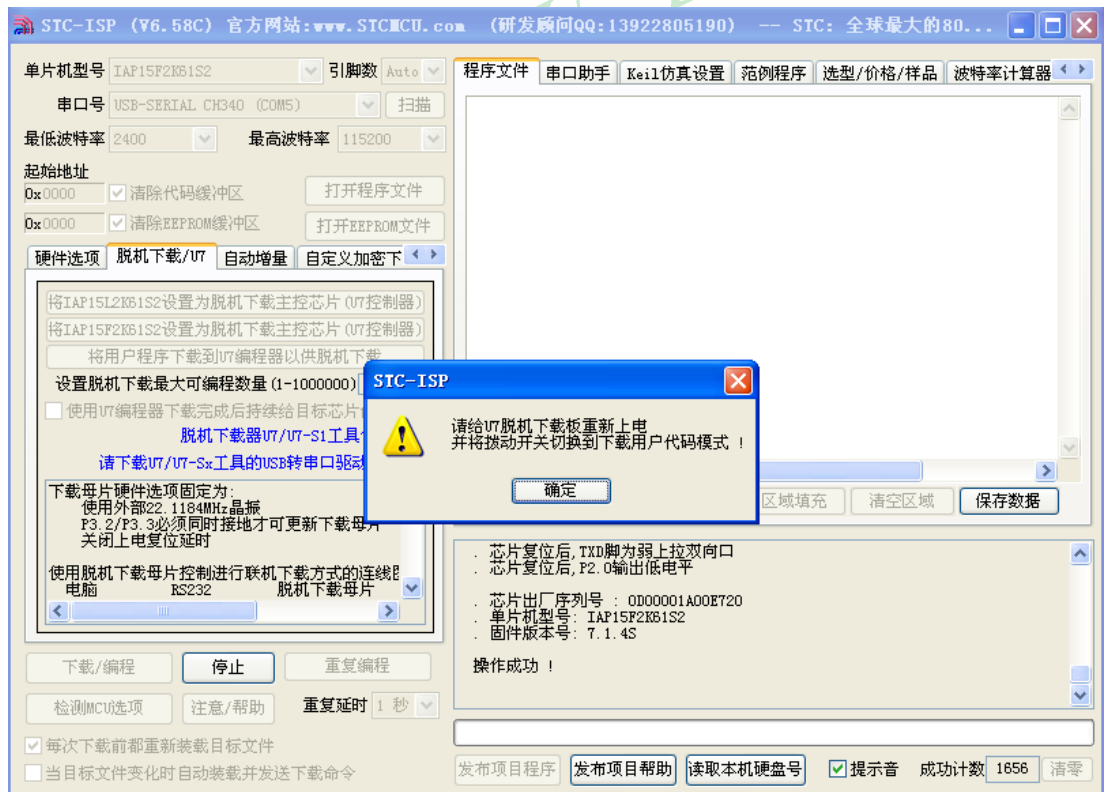 STC-ISP (V6.58C) 官方网站:www.STCMCU.com (研发顾问QQ:13922805190) -- STC: 全球最大的80...
单片机型号 IAP15F2K61S2 引脚数 Auto
串口号 USB-SERIAL CH340 (COM5) 扫描
最低波特率 2400 最高波特率 115200
起始地址
0x0000 清除代码缓冲区 打开程序文件
0x0000 清除EEPROM缓冲区 打开EEPROM文件
硬件选项 脱机下载/U7 自动增量 自定义加密下
将IAP15L2K61S2设置为脱机下载主控芯片(U7控制器)
将IAP15F2K61S2设置为脱机下载主控芯片(U7控制器)
将用户程序下载到U7编程器以供脱机下载
设置脱机下载最大可编程数量(1-1000000)
使用U7编程器下载完成后持续给目标芯片
脱机下载器U7/U7-S1工具
请下载U7/U7-Sx工具的USB转串口驱动
下载母片硬件选项固定为:
使用外部22.1184MHz晶振
P3.2/P3.3必须同时接地才可更新下载母片
关闭上电复位延时
使用脱机下载母片控制进行联机下载方式的连线
电脑 RS232 脱机下载母片
下载/编程 停止 重复编程
检测MCU选项 注意/帮助 重复延时 1 秒
每次下载前都重新装载目标文件
当目标文件变化时自动装载并发送下载命令
程序文件 串口助手 Keil仿真设置 范例程序 选型/价格/样品 波特率计算器
STC-ISP
请给U7脱机下载板重新上电
并将拨动开关切换到下载用户代码模式 !
确定
区域填充 清空区域 保存数据
. 芯片复位后,TXD脚为弱上拉双向口
. 芯片复位后,P2.0输出低电平
. 芯片出厂序列号 : 0D00001A00E720
. 单片机型号: IAP15F2K61S2
. 固件版本号: 7.1.4S
操作成功 !
发布项目程序 发布项目帮助 读取本机硬盘号 提示音 成功计数 1656 清零